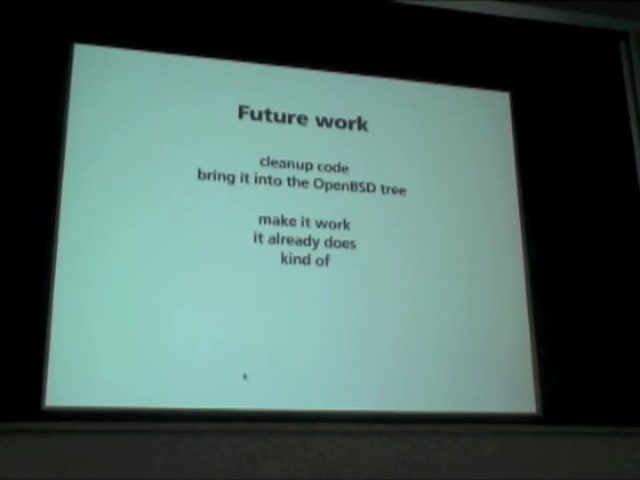 Future work
cleanup code
bring it into the OpenBSD tree
make it work
it already does
kind of